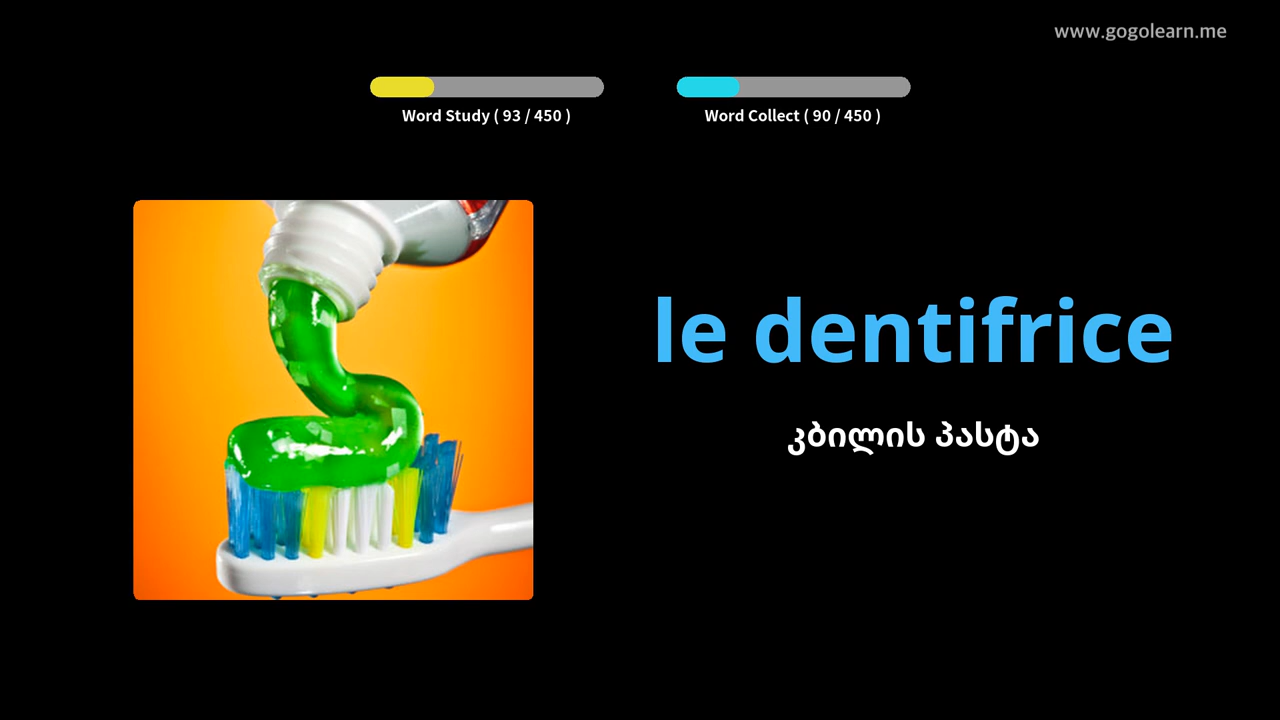 www.gogolearn.me
Word Study ( 93 / 450 )
Word Collect ( 90 / 450 )
le dentifrice
კბილის პასტა